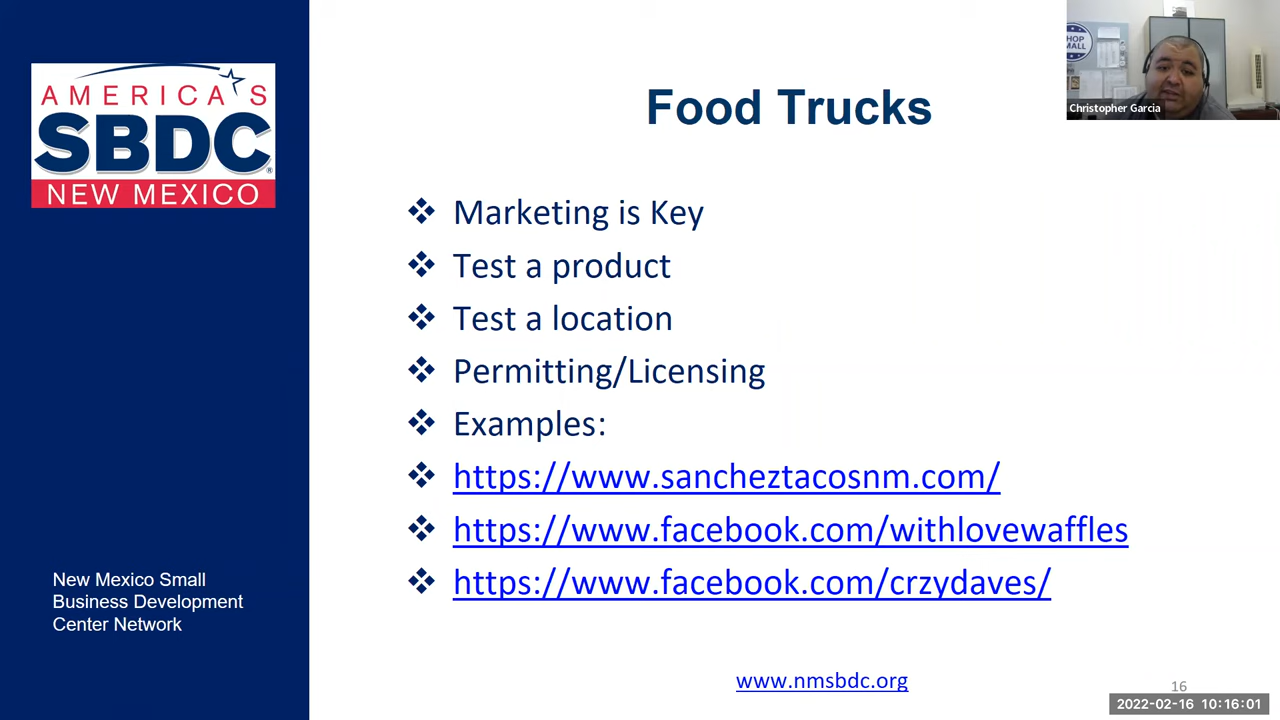 AMERICA'S
SBDC
NEW MEXICO
Food Trucks
HOP
MALL
Christopher Garcia
❖ Marketing is Key
❖ Test a product
❖ Test a location
❖ Permitting/Licensing
❖ Examples:
❖ https://www.sancheztacosnm.com/
❖ https://www.facebook.com/withlovewaffles
❖ https://www.facebook.com/crzydaves/
New Mexico Small
Business Development
Center Network
www.nmsbdc.org
16
2022-02-16 10:16:01